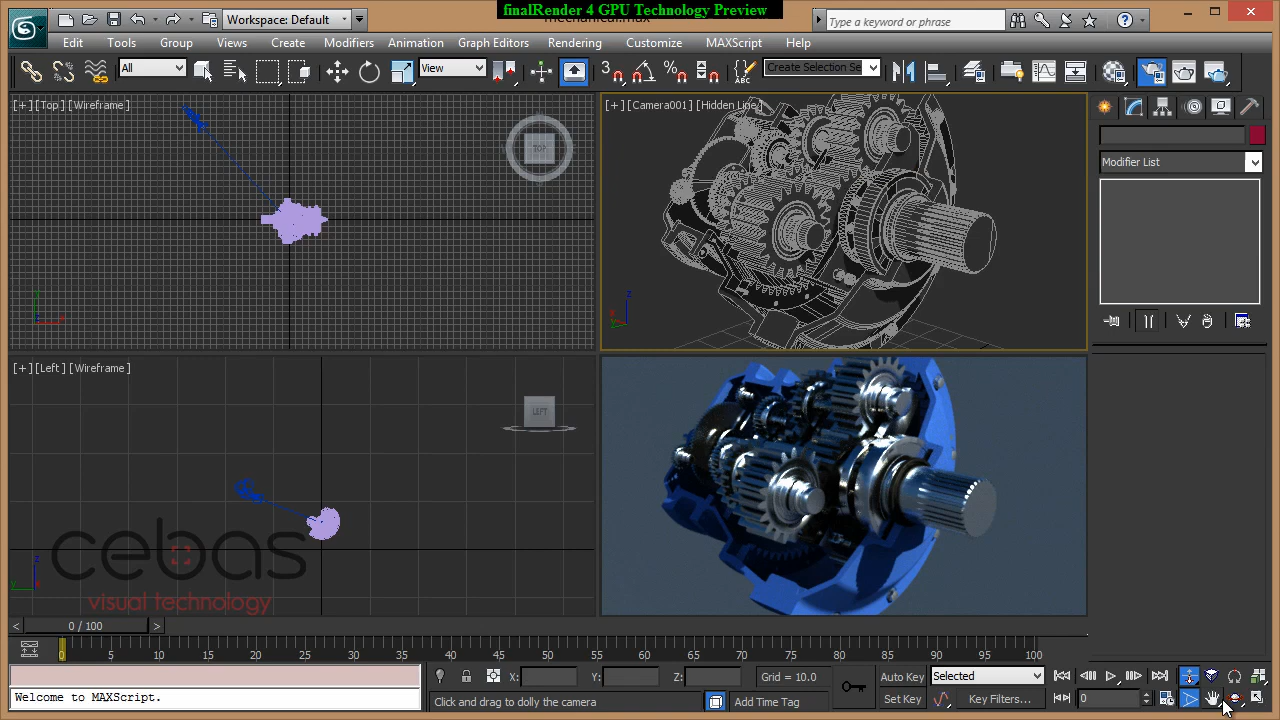 finalRender 4 GPU Technology Preview
Workspace: Default
Type a keyword or phrase
Edit Tools Group Views Create Modifiers Animation Graph Editors Rendering Customize MAXScript Help
All
View
3
%
ABC
Create Selection Se
[+] [Top] [Wireframe]
TOP
[+] [Camera001] [Hidden Line]
Modifier List
[+] [Left] [Wireframe]
LEFT
cebas
visual technology
< 0 / 100 >
0 5 10 15 20 25 30 35 40 45 50 55 60 65 70 75 80 85 90 95 100
X: Y: Z: Grid = 10.0
Auto Key Selected
Welcome to MAXScript.
Click and drag to dolly the camera
Add Time Tag
Set Key Key Filters... 0